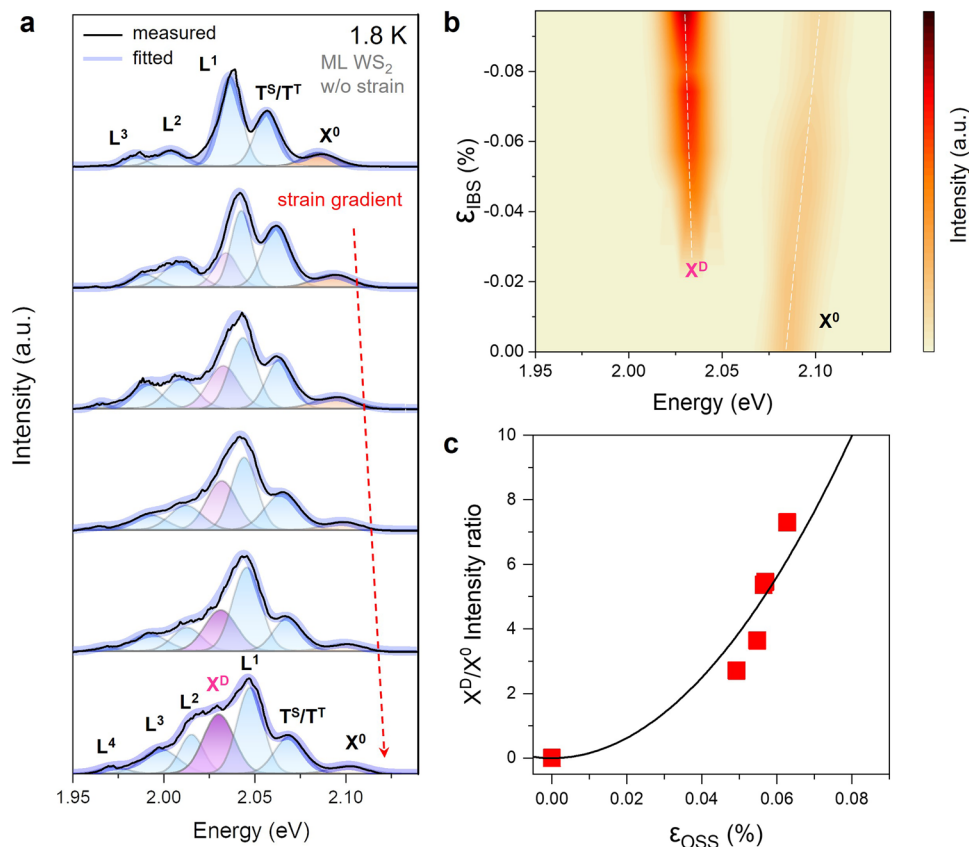 a
measured
fitted
1.8 K
ML WS₂
w/o strain
L³
L²
L¹
Tˢ/Tᵀ
X⁰
strain gradient
L⁴
L³
L²
Xᴰ
L¹
Tˢ/Tᵀ
X⁰
Intensity (a.u.)
1.95 2.00 2.05 2.10
Energy (eV)
b
-0.08
-0.06
-0.04
-0.02
0.00
ε_IBS (%)
Xᴰ
X⁰
1.95 2.00 2.05 2.10
Energy (eV)
Intensity (a.u.)
c
10
8
6
4
2
0
Xᴰ/X⁰ Intensity ratio
0.00 0.02 0.04 0.06 0.08
ε_OSS (%)